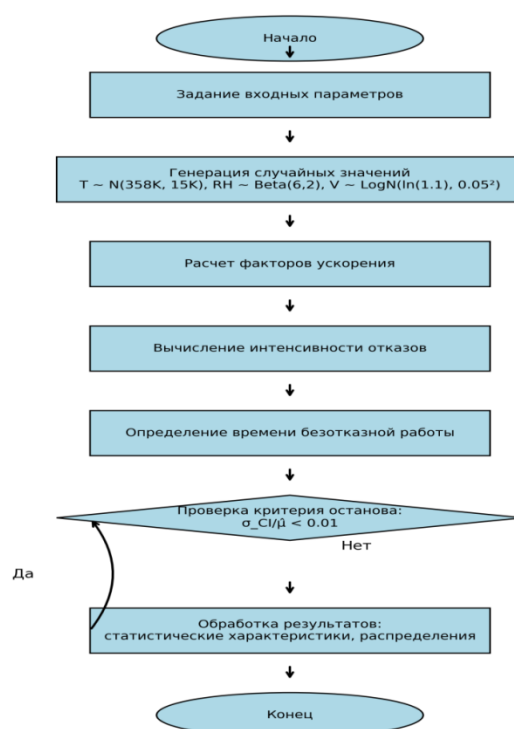 Начало
Задание входных параметров
Генерация случайных значений
T ~ N(358K, 15K), RH ~ Beta(6,2), V ~ LogN(ln(1.1), 0.05²)
Расчет факторов ускорения
Вычисление интенсивности отказов
Определение времени безотказной работы
Проверка критерия останова:
σ_CI/μ̂ < 0.01
Нет
Да
Обработка результатов:
статистические характеристики, распределения
Конец